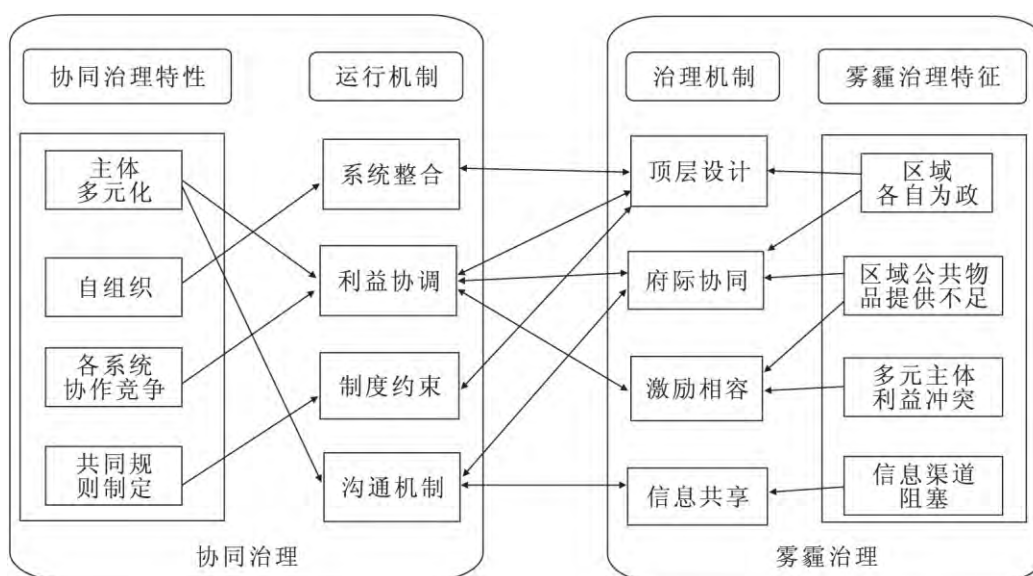 协同治理特性
运行机制
治理机制
雾霾治理特征
主体
多元化
系统整合
顶层设计
区域
各自为政
自组织
利益协调
府际协同
区域公共物
品提供不足
各系统
协作竞争
制度约束
激励相容
多元主体
利益冲突
共同规
则制定
沟通机制
信息共享
信息渠道
阻塞
协同治理
雾霾治理